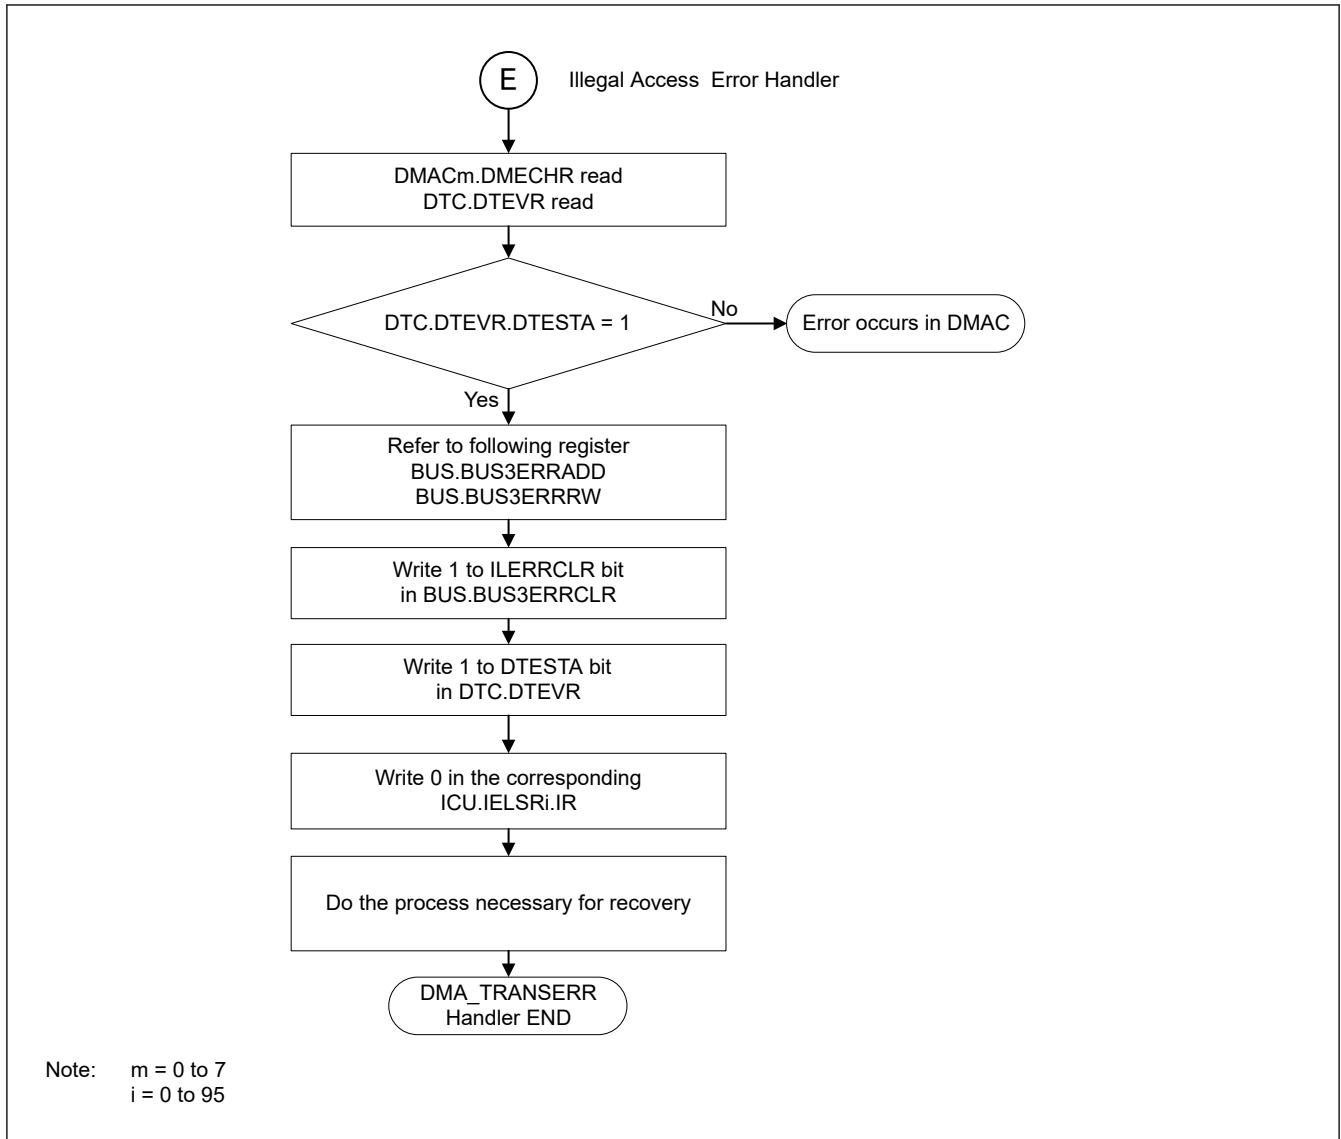 E
Illegal Access Error Handler
DMACm.DMECHR read
DTC.DTEVR read
DTC.DTEVR.DTESTA = 1
No
Error occurs in DMAC
Yes
Refer to following register
BUS.BUS3ERRADD
BUS.BUS3ERRRW
Write 1 to ILERRCLR bit
in BUS.BUS3ERRCLR
Write 1 to DTESTA bit
in DTC.DTEVR
Write 0 in the corresponding
ICU.IELSRi.IR
Do the process necessary for recovery
DMA_TRANSERR
Handler END
Note: m = 0 to 7
i = 0 to 95